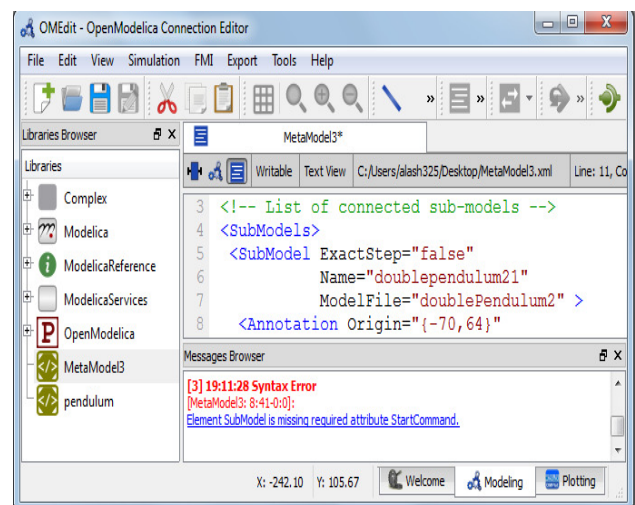 OMEdit - OpenModelica Connection Editor
File Edit View Simulation FMI Export Tools Help
Libraries Browser
MetaModel3*
Libraries
Writable Text View C:/Users/alash325/Desktop/MetaModel3.xml Line: 11, Co
Complex
Modelica
ModelicaReference
ModelicaServices
OpenModelica
MetaModel3
pendulum
3 <!-- List of connected sub-models -->
4 <SubModels>
5 <SubModel ExactStep="false"
6 Name="doublependulum21"
7 ModelFile="doublePendulum2" >
8 <Annotation Origin="{-70,64}"
Messages Browser
[3] 19:11:28 Syntax Error
[MetaModel3: 8:41-0:0]:
Element SubModel is missing required attribute StartCommand.
X: -242.10 Y: 105.67 Welcome Modeling Plotting